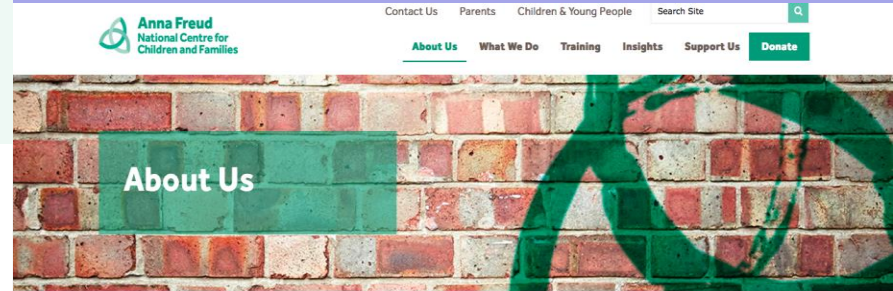 Contact Us Parents Children & Young People Search Site
Anna Freud
National Centre for
Children and Families
About Us What We Do Training Insights Support Us Donate
About Us